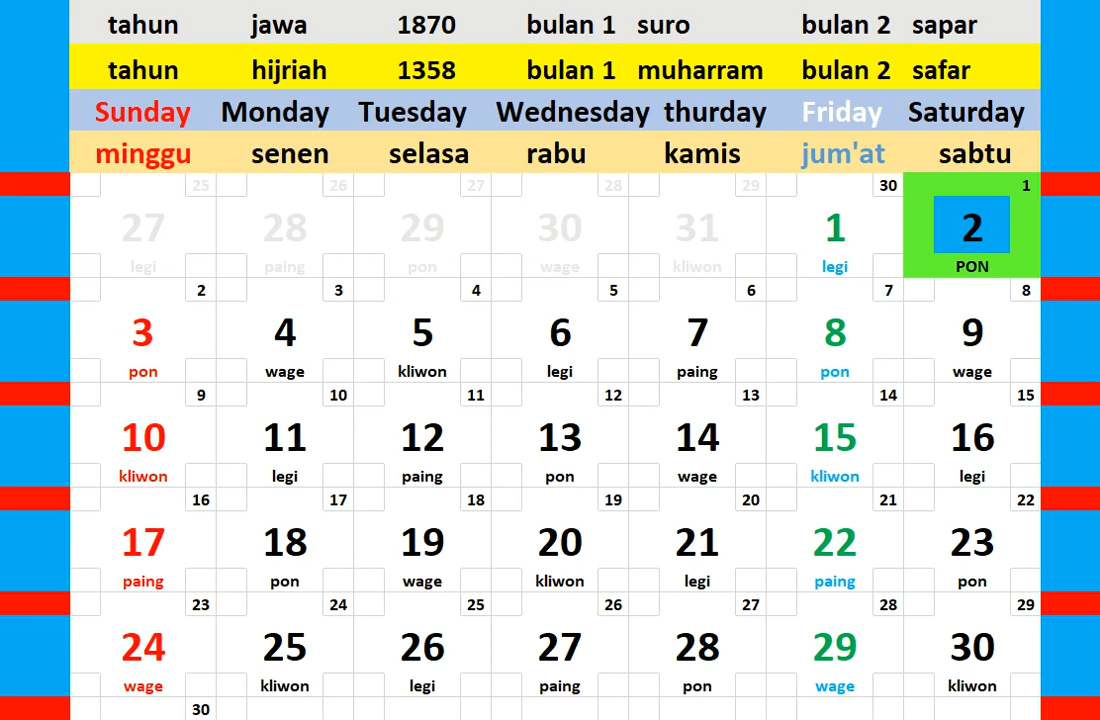 tahun jawa 1870 bulan 1 suro bulan 2 sapar
tahun hijriah 1358 bulan 1 muharram bulan 2 safar
Sunday Monday Tuesday Wednesday thurday Friday Saturday
minggu senen selasa rabu kamis jum'at sabtu
25 26 27 28 29 30 1
27 28 29 30 31 1 2
legi paing pon wage kliwon legi PON
2 3 4 5 6 7 8
3 4 5 6 7 8 9
pon wage kliwon legi paing pon wage
9 10 11 12 13 14 15
10 11 12 13 14 15 16
kliwon legi paing pon wage kliwon legi
16 17 18 19 20 21 22
17 18 19 20 21 22 23
paing pon wage kliwon legi paing pon
23 24 25 26 27 28 29
24 25 26 27 28 29 30
wage kliwon legi paing pon wage kliwon
30